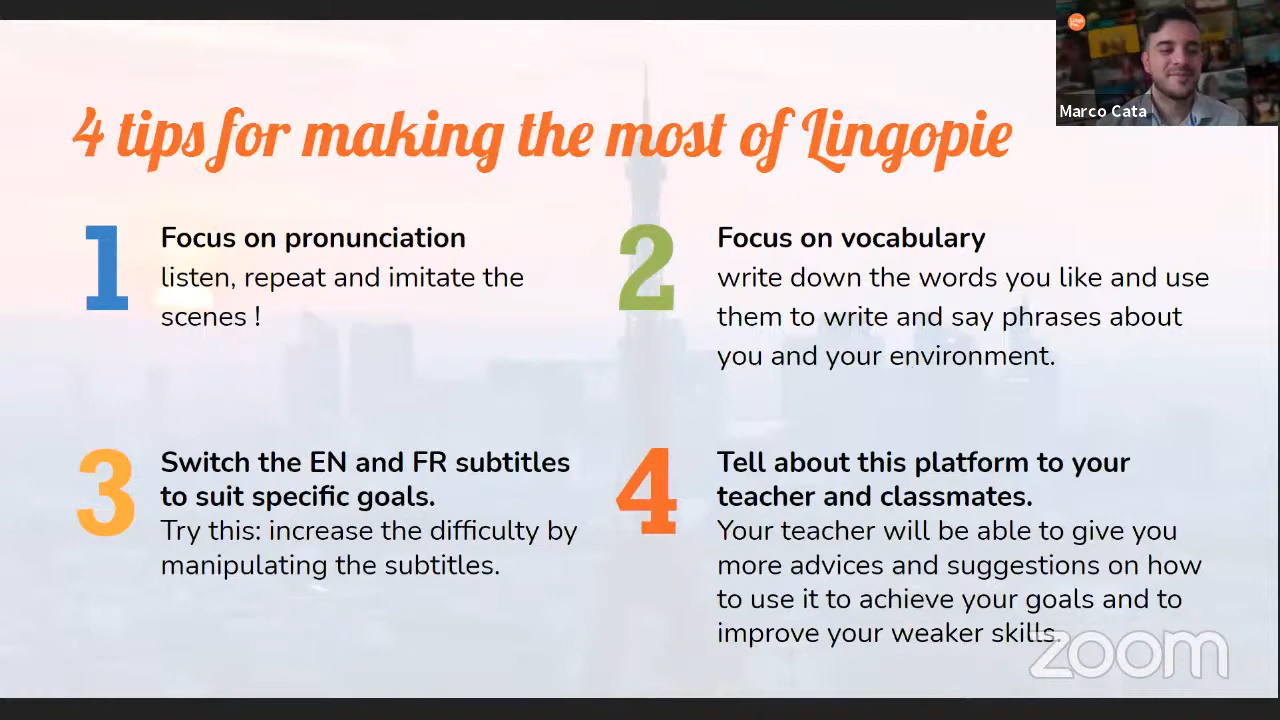 4 tips for making the most of Lingopie
Marco Cata
1
Focus on pronunciation
listen, repeat and imitate the
scenes !
2
Focus on vocabulary
write down the words you like and use
them to write and say phrases about
you and your environment.
3
Switch the EN and FR subtitles
to suit specific goals.
Try this: increase the difficulty by
manipulating the subtitles.
4
Tell about this platform to your
teacher and classmates.
Your teacher will be able to give you
more advices and suggestions on how
to use it to achieve your goals and to
improve your weaker skills.
zoom